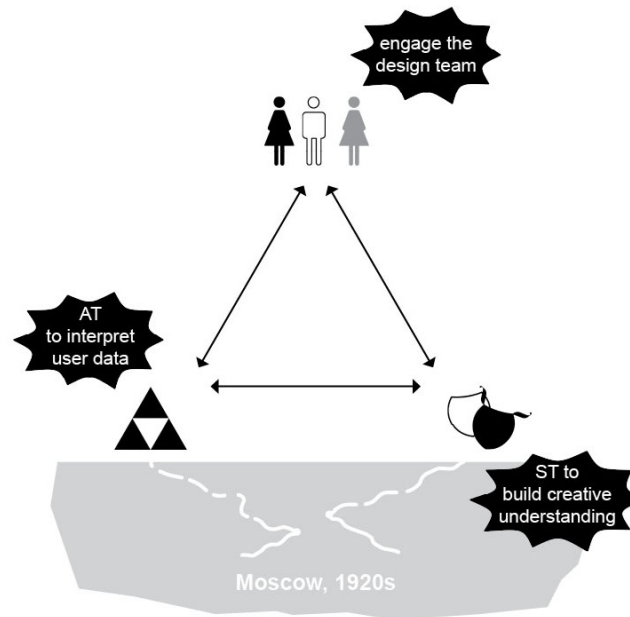 engage the
design team
AT
to interpret
user data
ST to
build creative
understanding
Moscow, 1920s